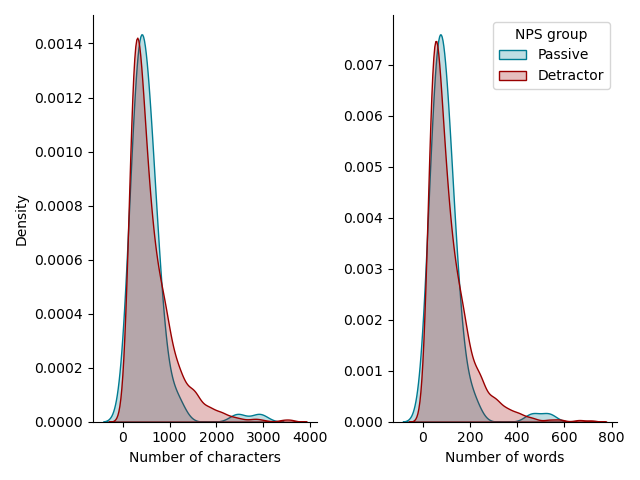 NPS group
Passive
Detractor
Density
0.0014
0.0012
0.0010
0.0008
0.0006
0.0004
0.0002
0.0000
0 1000 2000 3000 4000
Number of characters
0.007
0.006
0.005
0.004
0.003
0.002
0.001
0.000
0 200 400 600 800
Number of words